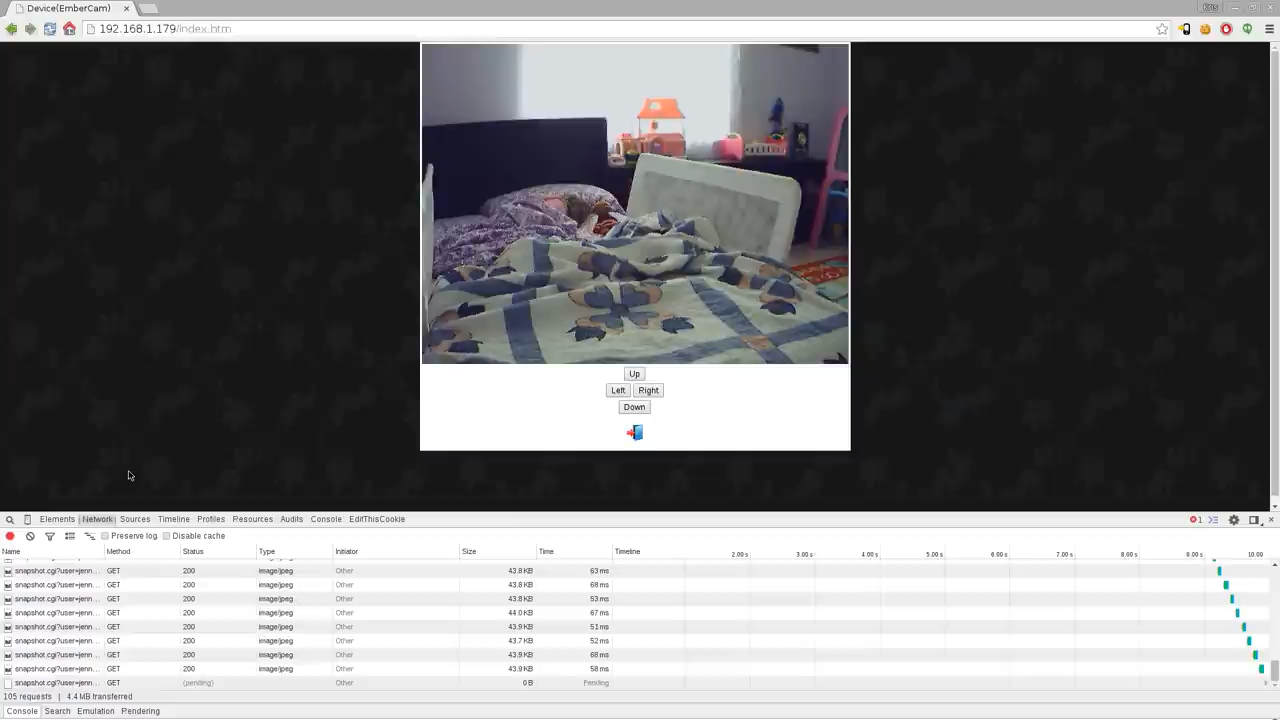 Device(EmberCam)
Kris
192.168.1.179/index.htm
Up
Left Right
Down
Elements Network Sources Timeline Profiles Resources Audits Console EditThisCookie 1
Preserve log Disable cache
Name Method Status Type Initiator Size Time Timeline 2.00 s 3.00 s 4.00 s 5.00 s 6.00 s 7.00 s 8.00 s 9.00 s 10.00
snapshot.cgi?user=jenn... GET 200 image/jpeg Other 43.8 KB 63 ms
snapshot.cgi?user=jenn... GET 200 image/jpeg Other 43.8 KB 68 ms
snapshot.cgi?user=jenn... GET 200 image/jpeg Other 43.8 KB 53 ms
snapshot.cgi?user=jenn... GET 200 image/jpeg Other 44.0 KB 67 ms
snapshot.cgi?user=jenn... GET 200 image/jpeg Other 43.9 KB 51 ms
snapshot.cgi?user=jenn... GET 200 image/jpeg Other 43.7 KB 52 ms
snapshot.cgi?user=jenn... GET 200 image/jpeg Other 43.9 KB 68 ms
snapshot.cgi?user=jenn... GET 200 image/jpeg Other 43.9 KB 58 ms
snapshot.cgi?user=jenn... GET (pending) Other 0 B Pending
105 requests | 4.4 MB transferred
Console Search Emulation Rendering